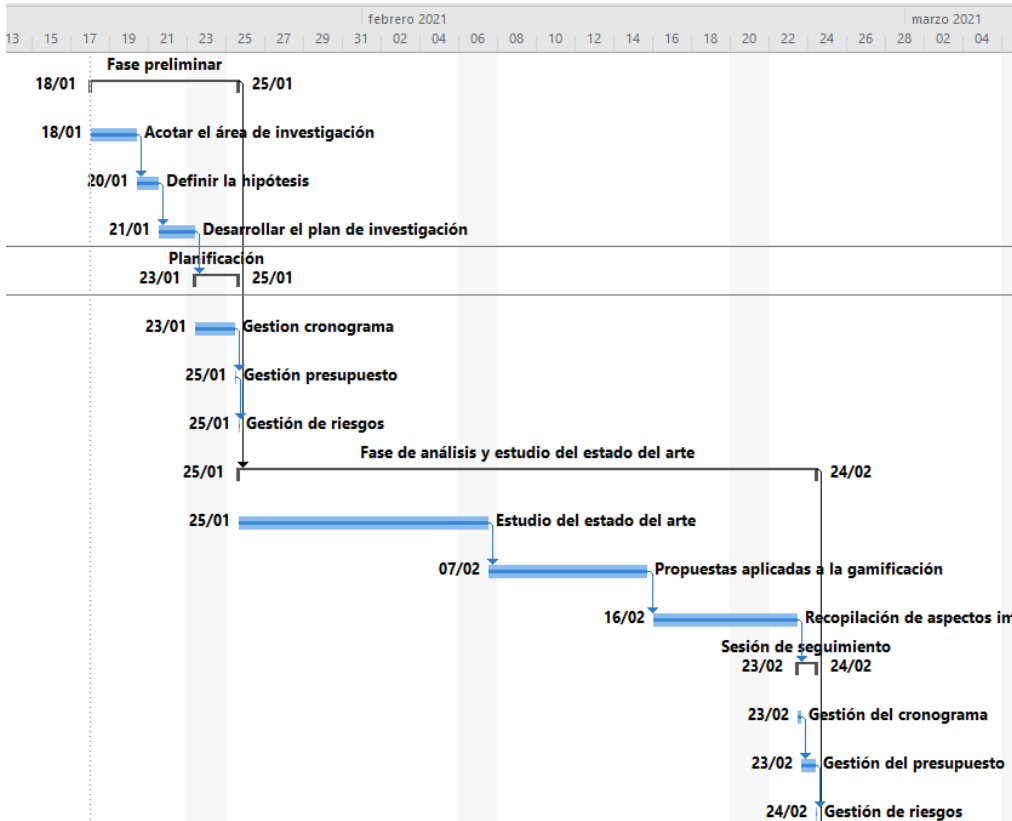 febrero 2021 marzo 2021
13 15 17 19 21 23 25 27 29 31 02 04 06 08 10 12 14 16 18 20 22 24 26 28 02 04
Fase preliminar
18/01 25/01
18/01 Acotar el área de investigación
20/01 Definir la hipótesis
21/01 Desarrollar el plan de investigación
Planificación
23/01 25/01
23/01 Gestion cronograma
25/01 Gestión presupuesto
25/01 Gestión de riesgos
Fase de análisis y estudio del estado del arte
25/01 24/02
25/01 Estudio del estado del arte
07/02 Propuestas aplicadas a la gamificación
16/02 Recopilación de aspectos im
Sesión de seguimiento
23/02 24/02
23/02 Gestión del cronograma
23/02 Gestión del presupuesto
24/02 Gestión de riesgos